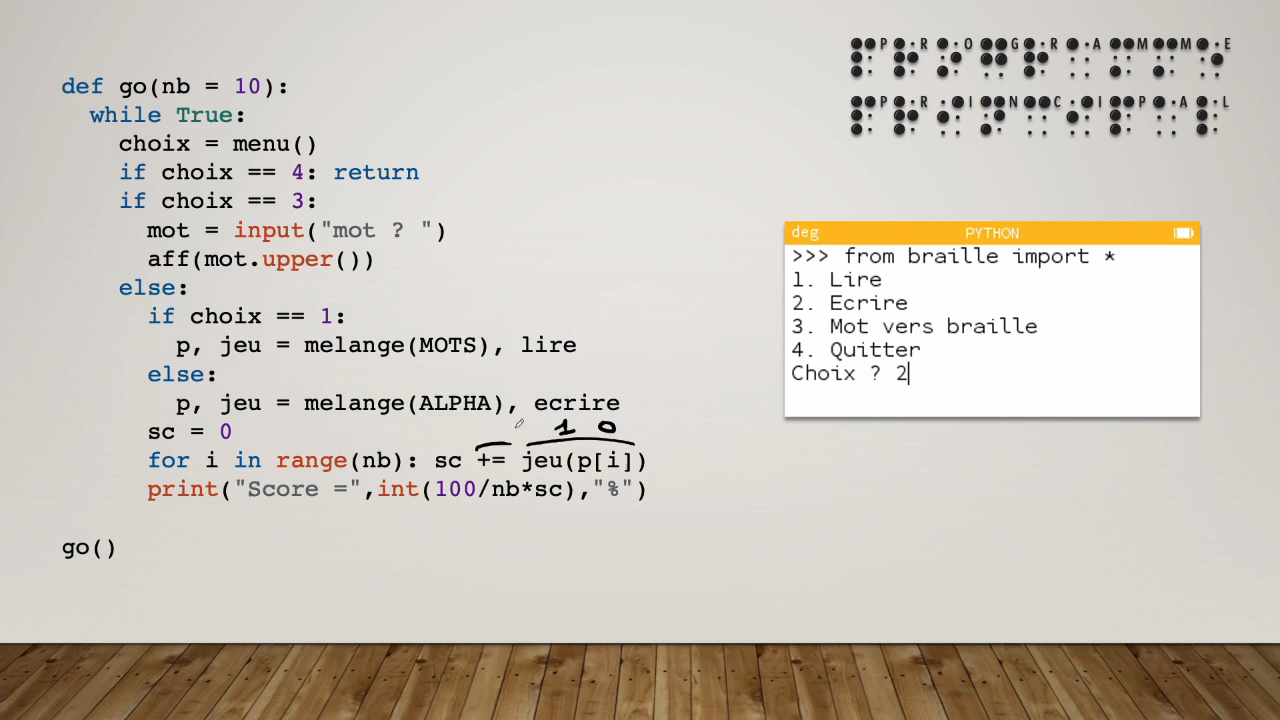 def go(nb = 10):
while True:
choix = menu()
if choix == 4: return
if choix == 3:
mot = input("mot ? ")
aff(mot.upper())
else:
if choix == 1:
p, jeu = melange(MOTS), lire
else:
p, jeu = melange(ALPHA), ecrire
1 0
sc = 0
for i in range(nb): sc += jeu(p[i])
print("Score =",int(100/nb*sc),"%")
go()
PROGRAMME
PRINCIPAL
deg PYTHON
>>> from braille import *
1. Lire
2. Ecrire
3. Mot vers braille
4. Quitter
Choix ? 2